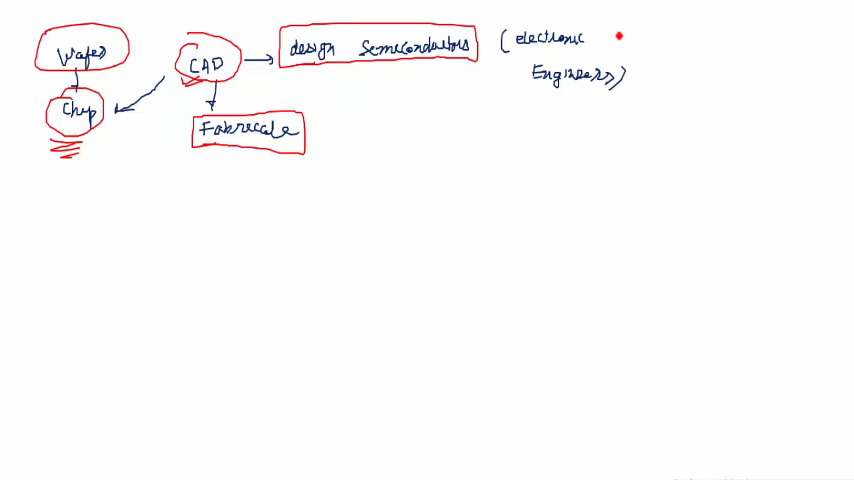 Wafer
CAD
design Semiconductors
(electronic
Engineers)
Chip
Fabricate